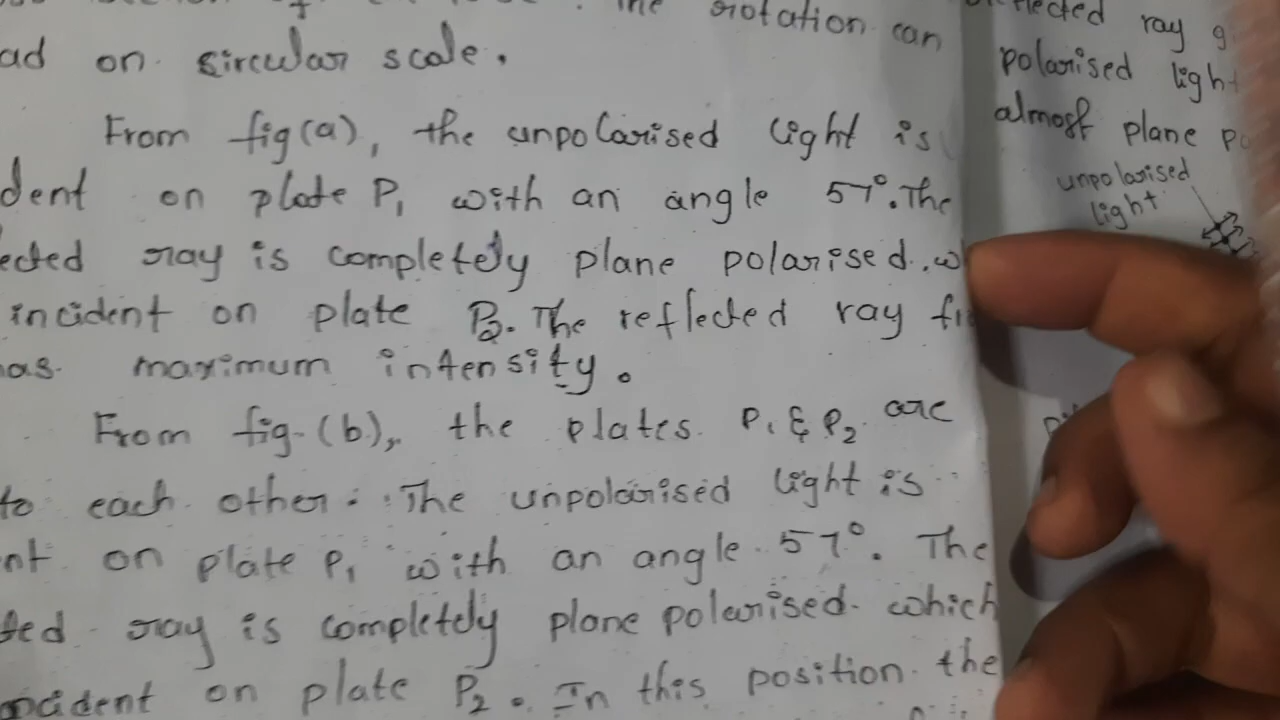 The rotation can
ad on circular scale.
From fig(a), the unpolarised light is
dent on plate P₁ with an angle 57°. The
ected ray is completely plane polarised. w
incident on plate P₂. The reflected ray f
as maximum intensity.
From fig-(b), the plates P₁ & P₂ are
to each other. The unpolarised light is
nt on plate P₁ with an angle 57°. The
ted ray is completely plane polarised. which
cident on plate P₂. In this position the
lected ray g
polarised light
almost plane p
unpolarised
light